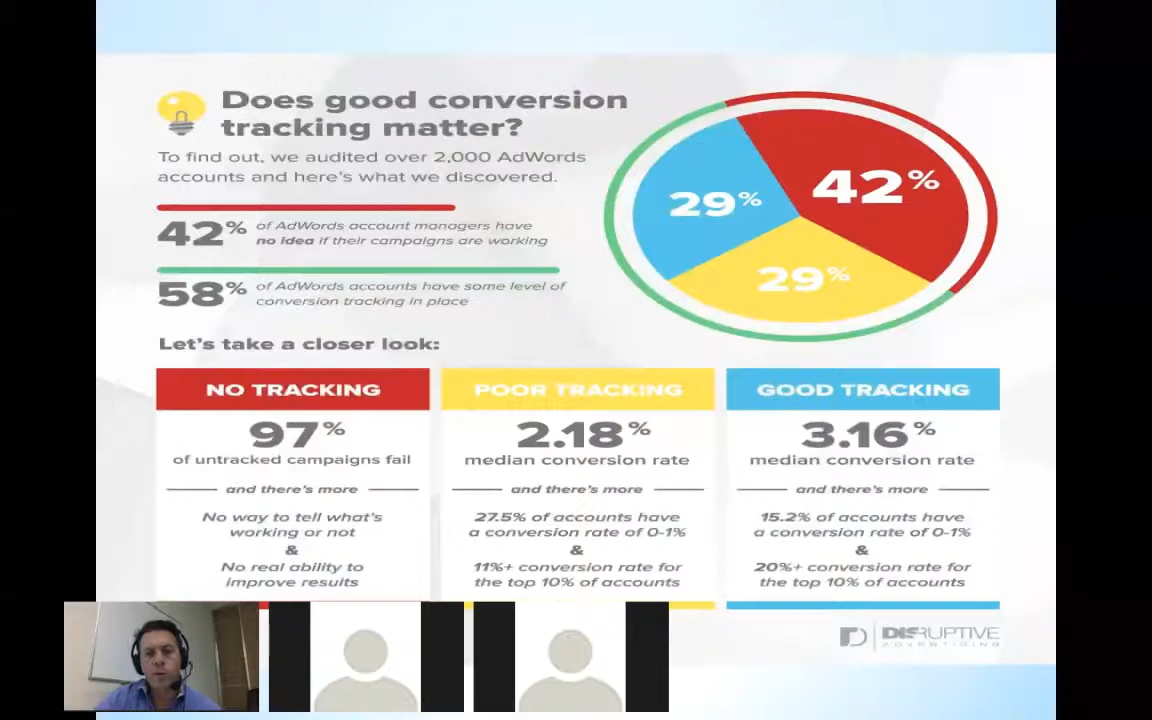 Does good conversion
tracking matter?
To find out, we audited over 2,000 AdWords
accounts and here's what we discovered.
42% of AdWords account managers have
no idea if their campaigns are working
58% of AdWords accounts have some level of
conversion tracking in place
42%
29%
29%
Let's take a closer look:
NO TRACKING
97%
of untracked campaigns fail
and there's more
No way to tell what's
working or not
&
No real ability to
improve results
POOR TRACKING
2.18%
median conversion rate
and there's more
27.5% of accounts have
a conversion rate of 0-1%
&
11%+ conversion rate for
the top 10% of accounts
GOOD TRACKING
3.16%
median conversion rate
and there's more
15.2% of accounts have
a conversion rate of 0-1%
&
20%+ conversion rate for
the top 10% of accounts
DISRUPTIVE
ADVERTISING